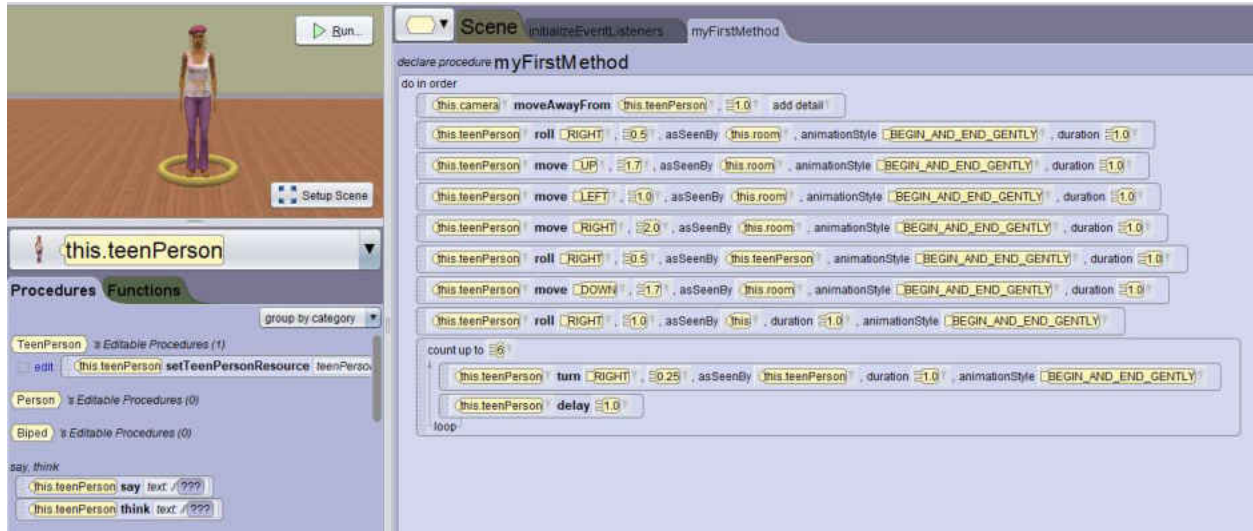 Run...
Setup Scene
this.teenPerson
Procedures Functions
group by category
TeenPerson 's Editable Procedures (1)
edit this.teenPerson setTeenPersonResource teenPerso
Person 's Editable Procedures (0)
Biped 's Editable Procedures (0)
say, think
this.teenPerson say text: ???
this.teenPerson think text: ???
Scene initializeEventListeners myFirstMethod
declare procedure myFirstMethod
do in order
this.camera moveAwayFrom this.teenPerson , 1.0 add detail
this.teenPerson roll RIGHT , 0.5 , asSeenBy this.room , animationStyle BEGIN_AND_END_GENTLY , duration 1.0
this.teenPerson move UP , 1.7 , asSeenBy this.room , animationStyle BEGIN_AND_END_GENTLY , duration 1.0
this.teenPerson move LEFT , 1.0 , asSeenBy this.room , animationStyle BEGIN_AND_END_GENTLY , duration 1.0
this.teenPerson move RIGHT , 2.0 , asSeenBy this.room , animationStyle BEGIN_AND_END_GENTLY , duration 1.0
this.teenPerson roll RIGHT , 0.5 , asSeenBy this.teenPerson , animationStyle BEGIN_AND_END_GENTLY , duration 1.0
this.teenPerson move DOWN , 1.7 , asSeenBy this.room , animationStyle BEGIN_AND_END_GENTLY , duration 1.0
this.teenPerson roll RIGHT , 1.0 , asSeenBy this , duration 1.0 , animationStyle BEGIN_AND_END_GENTLY
count up to 6
this.teenPerson turn RIGHT , 0.25 , asSeenBy this.teenPerson , duration 1.0 , animationStyle BEGIN_AND_END_GENTLY
this.teenPerson delay 1.0
loop